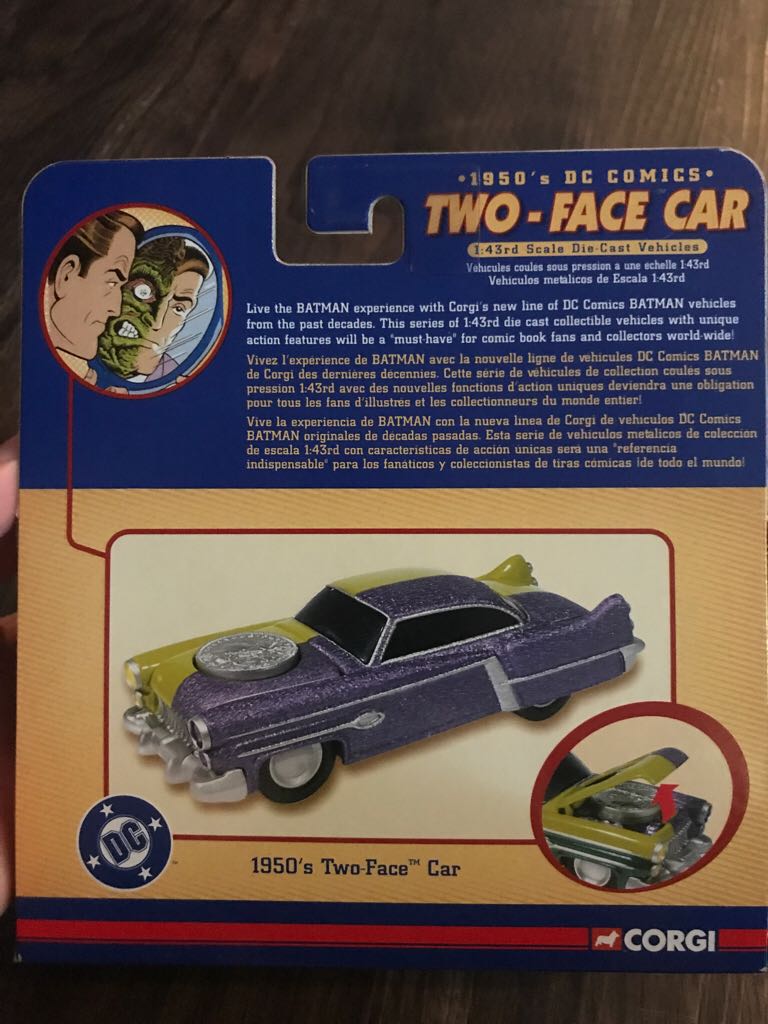 •1950's DC COMICS•
TWO-FACE CAR
1:43rd Scale Die-Cast Vehicles
Vehicules coules sous pression a une echelle 1:43rd
Vehiculos metalicos de Escala 1:43rd
Live the BATMAN experience with Corgi's new line of DC Comics BATMAN vehicles
from the past decades. This series of 1:43rd die cast collectible vehicles with unique
action features will be a "must-have" for comic book fans and collectors world-wide!
Vivez l'expérience de BATMAN avec la nouvelle ligne de véhicules DC Comics BATMAN
de Corgi des dernières décennies. Cette série de véhicules de collection coulés sous
pression 1:43rd avec des nouvelles fonctions d'action uniques deviendra une obligation
pour tous les fans d'illustrés et les collectionneurs du monde entier!
Vive la experiencia de BATMAN con la nueva linea de Corgi de vehiculos DC Comics
BATMAN originales de décadas pasadas. Esta serie de vehiculos metalicos de colección
de escala 1:43rd con caracteristicas de acción únicas será una "referencia
indispensable" para los fanáticos y coleccionistas de tiras cómicas ¡de todo el mundo!
DC
1950's Two-Face™ Car
CORGI